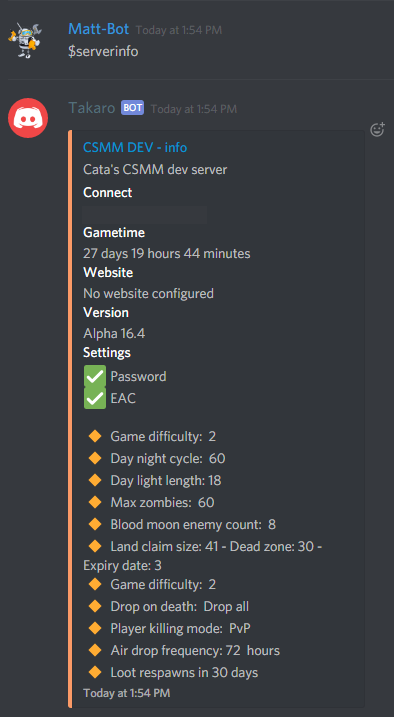 Matt-Bot Today at 1:54 PM
$serverinfo
Takaro BOT Today at 1:54 PM
CSMM DEV - info
Cata's CSMM dev server
Connect
Gametime
27 days 19 hours 44 minutes
Website
No website configured
Version
Alpha 16.4
Settings
✅ Password
✅ EAC
🔸 Game difficulty: 2
🔸 Day night cycle: 60
🔸 Day light length: 18
🔸 Max zombies: 60
🔸 Blood moon enemy count: 8
🔸 Land claim size: 41 - Dead zone: 30 -
Expiry date: 3
🔸 Game difficulty: 2
🔸 Drop on death: Drop all
🔸 Player killing mode: PvP
🔸 Air drop frequency: 72 hours
🔸 Loot respawns in 30 days
Today at 1:54 PM